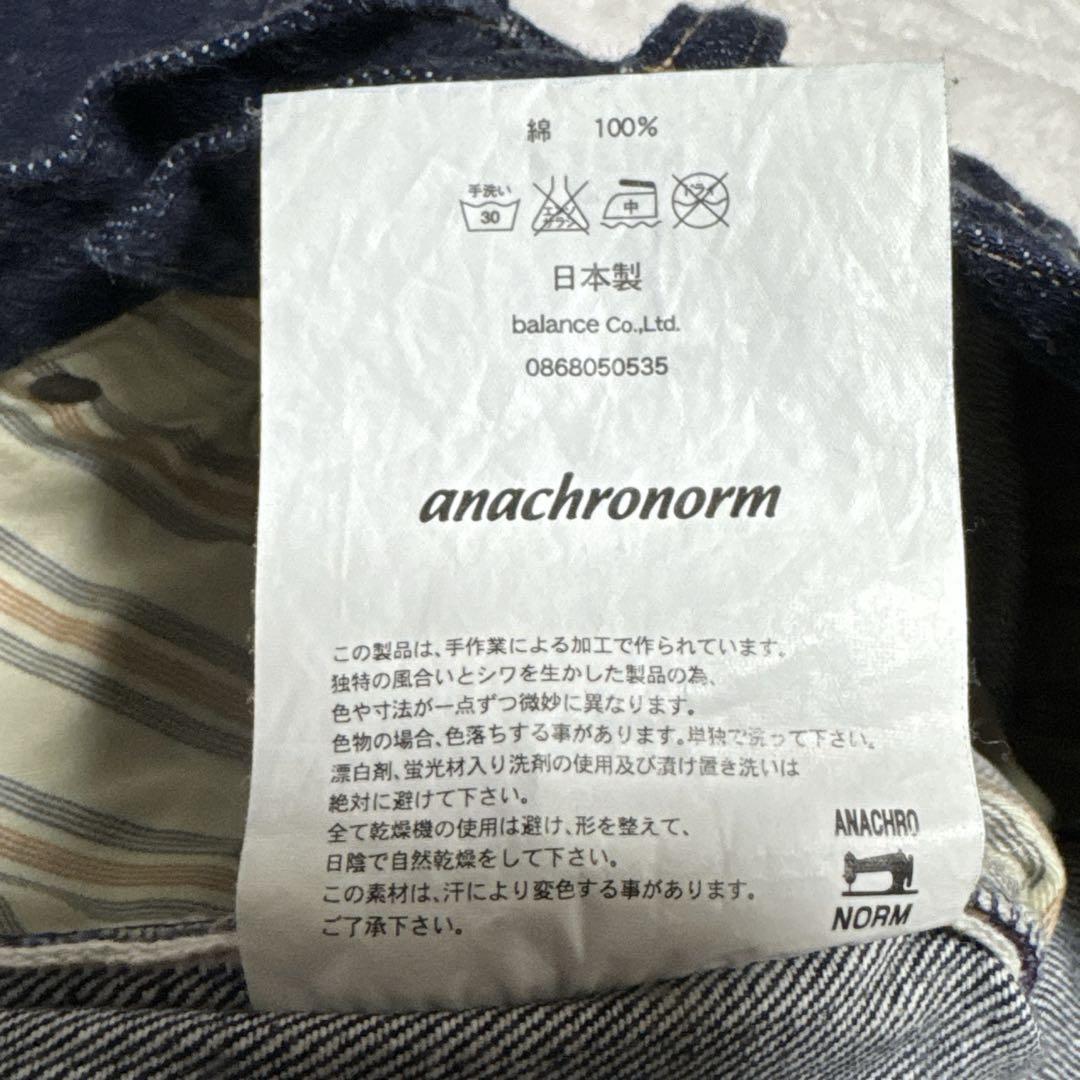 綿 100%
手洗い
30
エンソ
サラシ
中
ドライ
日本製
balance Co.,Ltd.
0868050535
anachronorm
この製品は、手作業による加工で作られています。
独特の風合いとシワを生かした製品の為、
色や寸法が一点ずつ微妙に異なります。
色物の場合、色落ちする事があります。単独で洗って下さい。
漂白剤、蛍光材入り洗剤の使用及び漬け置き洗いは
絶対に避けて下さい。
全て乾燥機の使用は避け、形を整えて、
日陰で自然乾燥をして下さい。
この素材は、汗により変色する事があります。
ご了承下さい。
ANACHRO
NORM